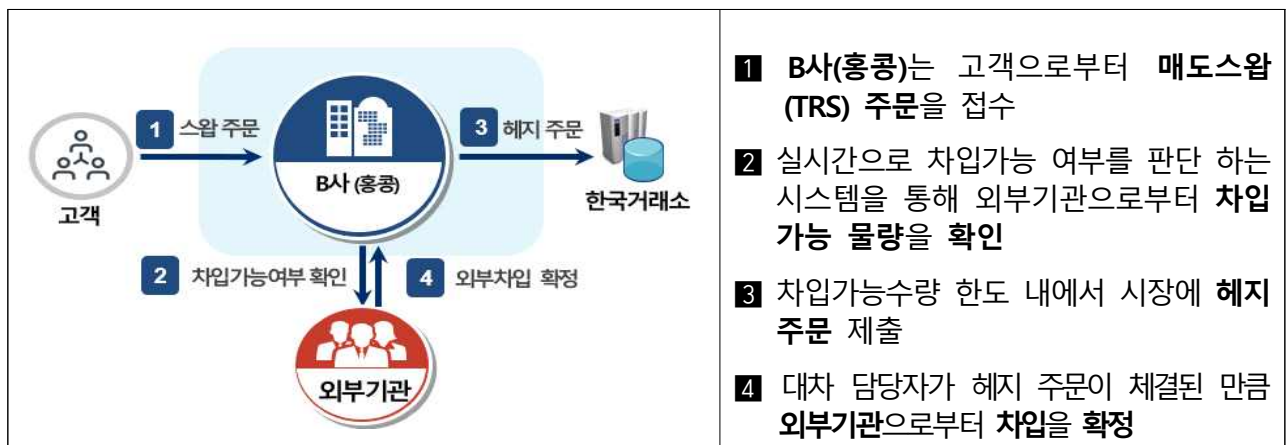 1 스왑 주문
3 헤지 주문
B사 (홍콩)
고객
한국거래소
2 차입가능여부 확인
4 외부차입 확정
외부기관
1 B사(홍콩)는 고객으로부터 매도스왑
(TRS) 주문을 접수
2 실시간으로 차입가능 여부를 판단 하는
시스템을 통해 외부기관으로부터 차입
가능 물량을 확인
3 차입가능수량 한도 내에서 시장에 헤지
주문 제출
4 대차 담당자가 헤지 주문이 체결된 만큼
외부기관으로부터 차입을 확정